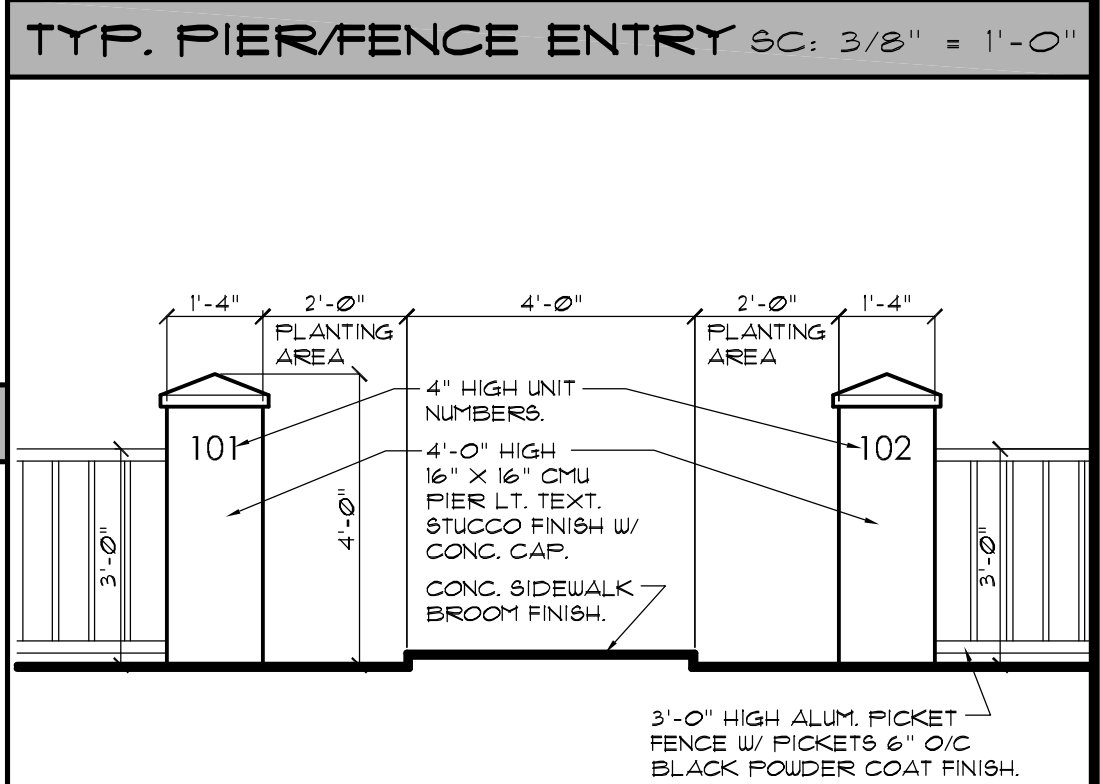 TYP. PIER/FENCE ENTRY SC: 3/8" = 1'-0"
1'-4" 2'-0" 4'-0" 2'-0" 1'-4"
PLANTING
AREA
PLANTING
AREA
4" HIGH UNIT
NUMBERS.
101
102
4'-0" HIGH
16" X 16" CMU
PIER LT. TEXT.
STUCCO FINISH W/
CONC. CAP.
3'-0"
4'-0"
3'-0"
CONC. SIDEWALK
BROOM FINISH.
3'-0" HIGH ALUM. PICKET
FENCE W/ PICKETS 6" O/C
BLACK POWDER COAT FINISH.